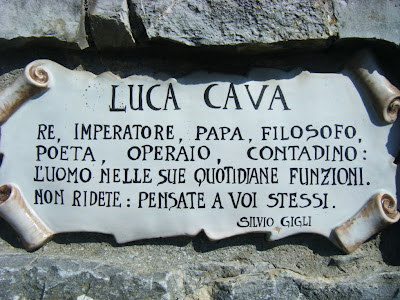 LUCA CAVA
RE, IMPERATORE, PAPA, FILOSOFO,
POETA, OPERAIO, CONTADINO:
L'UOMO NELLE SUE QUOTIDIANE FUNZIONI.
NON RIDETE: PENSATE A VOI STESSI.
SILVIO GIGLI